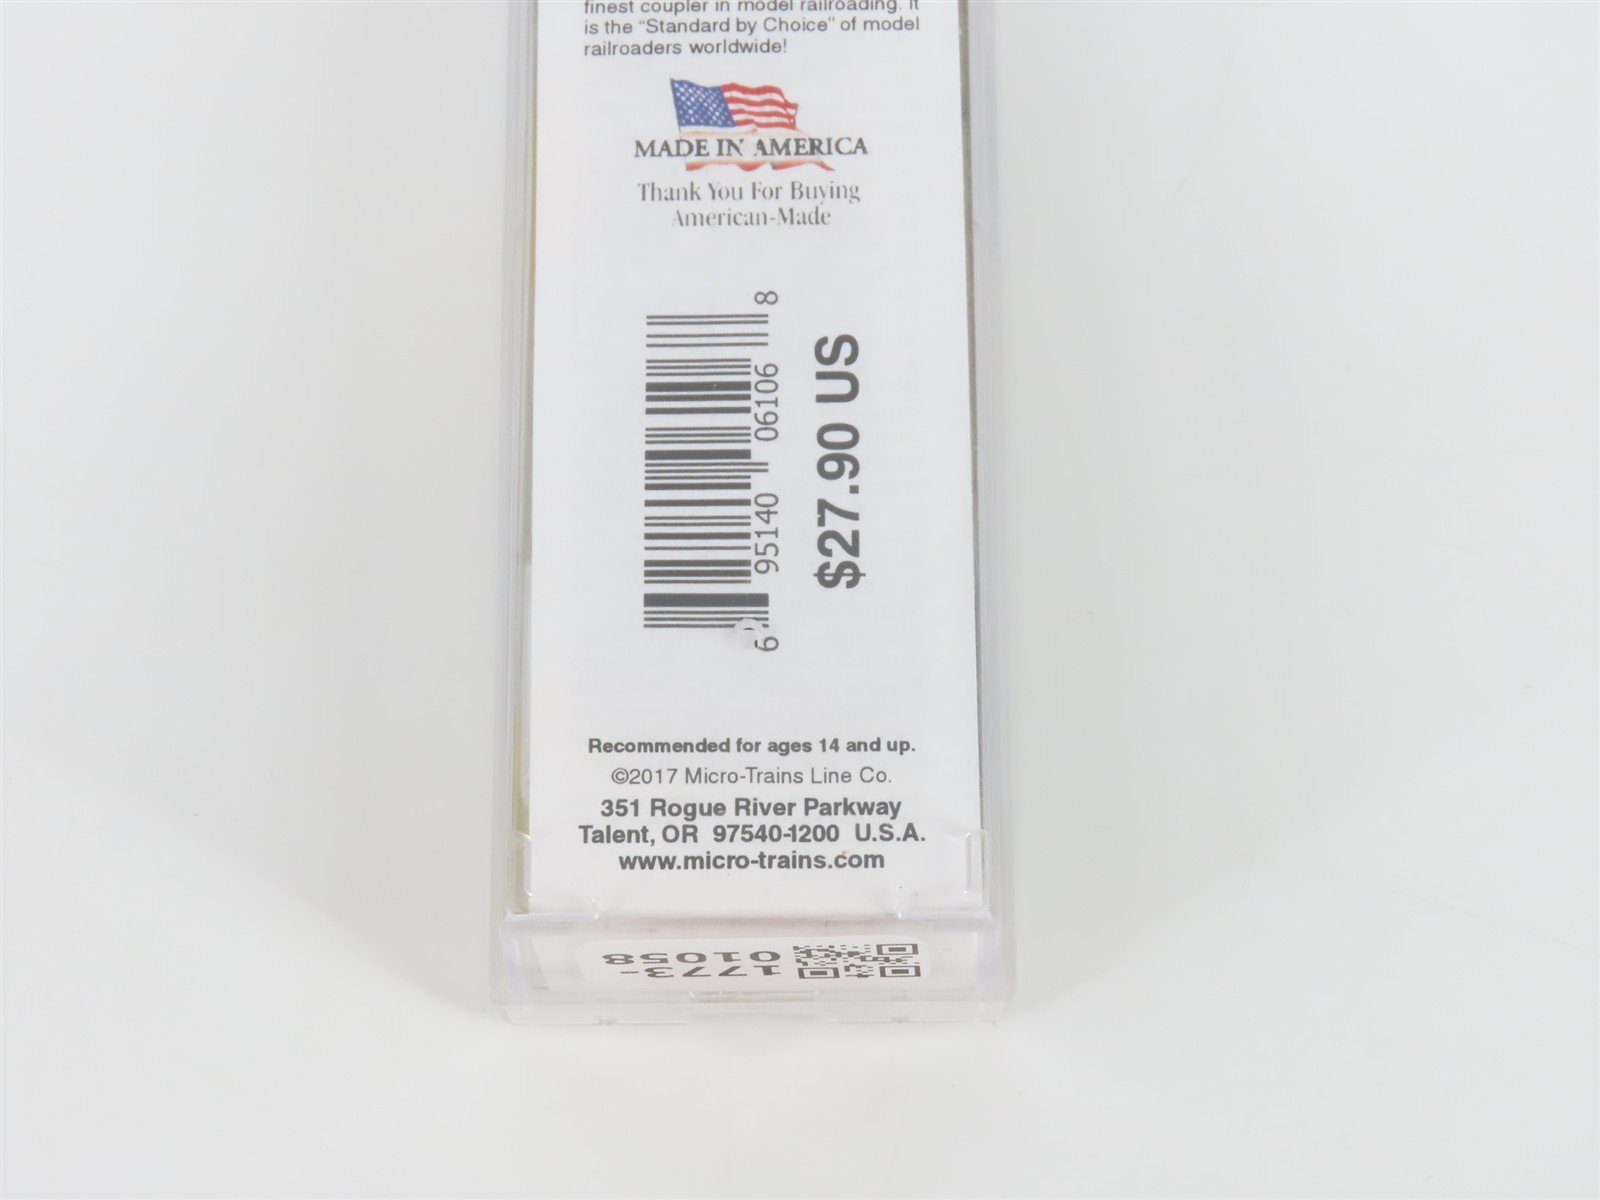 finest coupler in model railroading. It
is the “Standard by Choice” of model
railroaders worldwide!
MADE IN AMERICA
Thank You For Buying
American-Made
6 95140 06106 8
$27.90 US
Recommended for ages 14 and up.
©2017 Micro-Trains Line Co.
351 Rogue River Parkway
Talent, OR 97540-1200 U.S.A.
www.micro-trains.com
1773-
01058